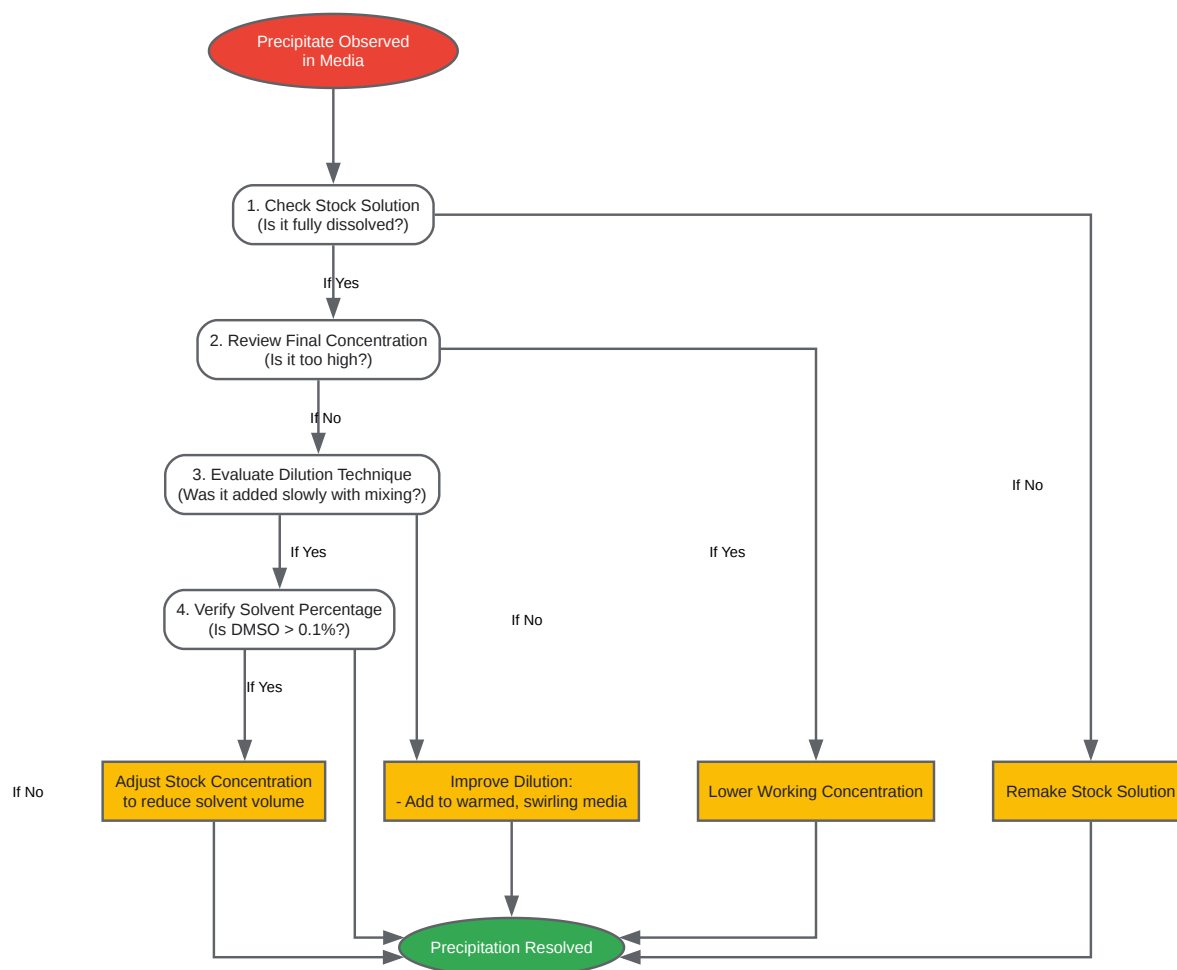 Precipitate Observed
in Media
1. Check Stock Solution
(Is it fully dissolved?)
If Yes
2. Review Final Concentration
(Is it too high?)
If No
3. Evaluate Dilution Technique
(Was it added slowly with mixing?)
If No
If Yes
If Yes
4. Verify Solvent Percentage
(Is DMSO > 0.1%?)
If No
If Yes
Adjust Stock Concentration
to reduce solvent volume
Improve Dilution:
- Add to warmed, swirling media
Lower Working Concentration
Remake Stock Solution
If No
Precipitation Resolved